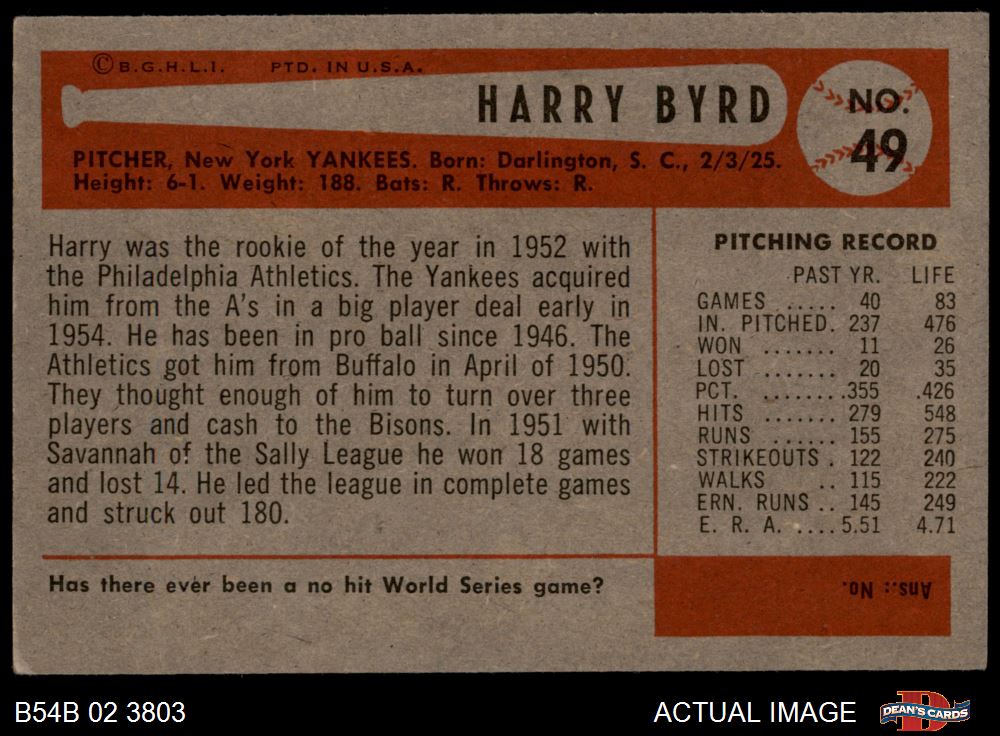 © B.G.H.L.I. PTD. IN U.S.A.
HARRY BYRD
NO.
49
PITCHER, New York YANKEES. Born: Darlington, S. C., 2/3/25.
Height: 6-1. Weight: 188. Bats: R. Throws: R.
Harry was the rookie of the year in 1952 with
the Philadelphia Athletics. The Yankees acquired
him from the A's in a big player deal early in
1954. He has been in pro ball since 1946. The
Athletics got him from Buffalo in April of 1950.
They thought enough of him to turn over three
players and cash to the Bisons. In 1951 with
Savannah of the Sally League he won 18 games
and lost 14. He led the league in complete games
and struck out 180.
PITCHING RECORD
PAST YR. LIFE
GAMES ..... 40 83
IN. PITCHED. 237 476
WON ....... 11 26
LOST ....... 20 35
PCT. ........355 .426
HITS ....... 279 548
RUNS ...... 155 275
STRIKEOUTS . 122 240
WALKS .. 115 222
ERN. RUNS .. 145 249
E. R. A. .... 5.51 4.71
Has there ever been a no hit World Series game?
Ans.: No.
B54B 02 3803
ACTUAL IMAGE
DEAN'S CARDS